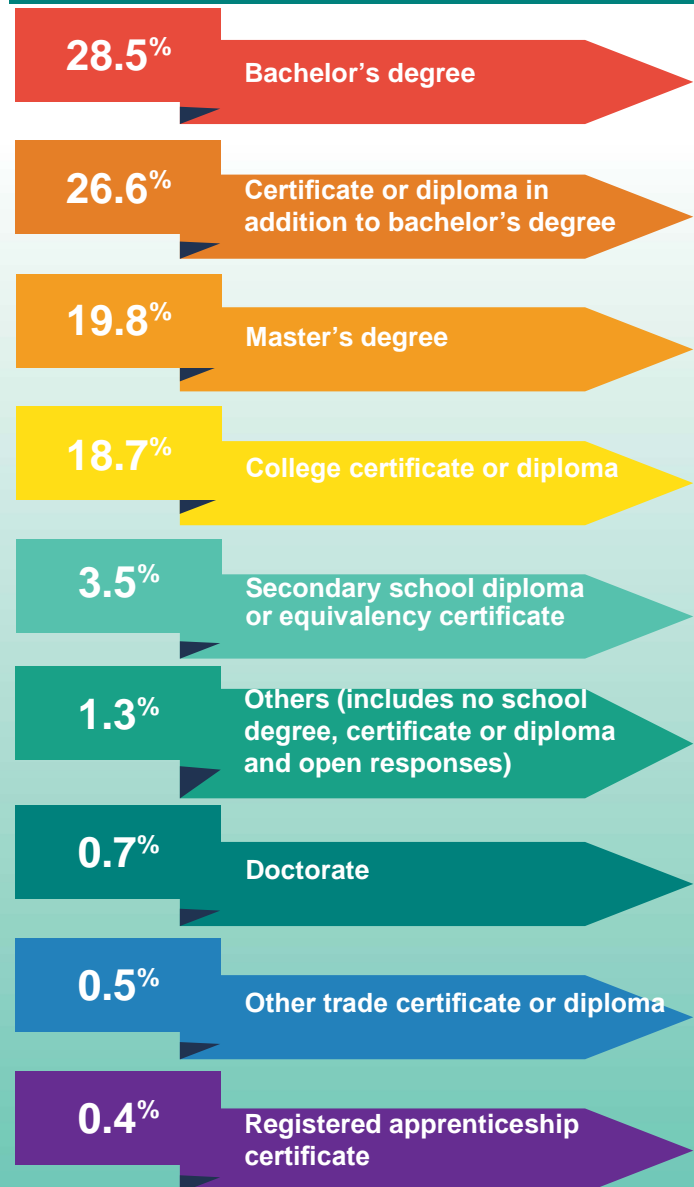 28.5%
Bachelor's degree
26.6%
Certificate or diploma in
addition to bachelor's degree
19.8%
Master's degree
18.7%
College certificate or diploma
3.5%
Secondary school diploma
or equivalency certificate
1.3%
Others (includes no school
degree, certificate or diploma
and open responses)
0.7%
Doctorate
0.5%
Other trade certificate or diploma
0.4%
Registered apprenticeship
certificate